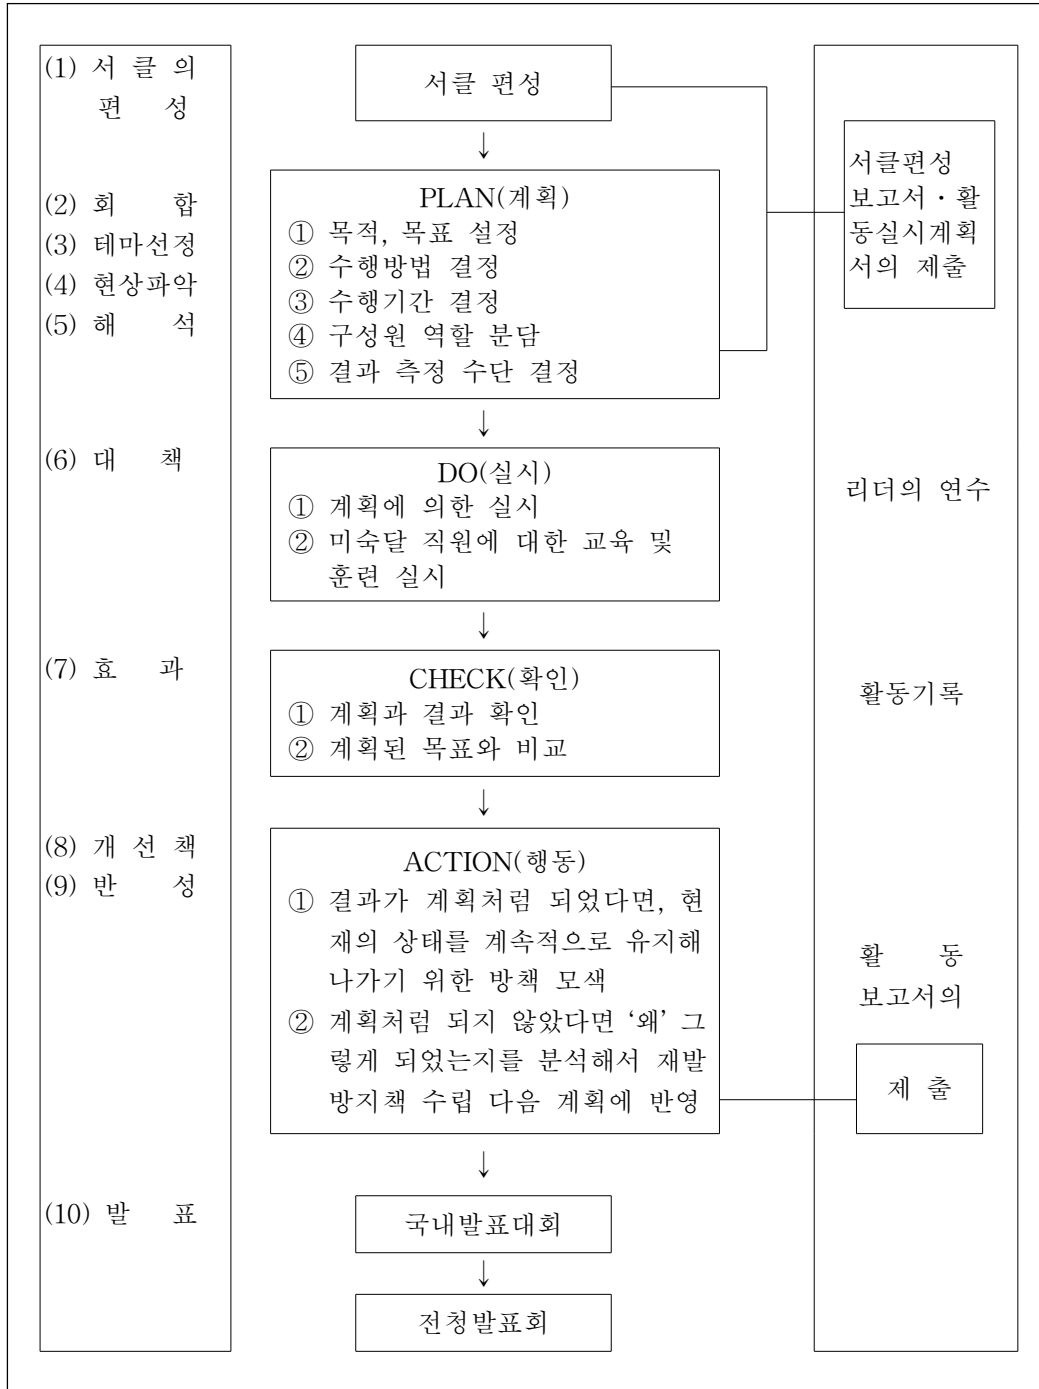 (1) 서 클 의
편 성
(2) 회 합
(3) 테마선정
(4) 현상파악
(5) 해 석
(6) 대 책
(7) 효 과
(8) 개 선 책
(9) 반 성
(10) 발 표
서클 편성
↓
PLAN(계획)
① 목적, 목표 설정
② 수행방법 결정
③ 수행기간 결정
④ 구성원 역할 분담
⑤ 결과 측정 수단 결정
↓
DO(실시)
① 계획에 의한 실시
② 미숙달 직원에 대한 교육 및
훈련 실시
↓
CHECK(확인)
① 계획과 결과 확인
② 계획된 목표와 비교
↓
ACTION(행동)
① 결과가 계획처럼 되었다면, 현
재의 상태를 계속적으로 유지해
나가기 위한 방책 모색
② 계획처럼 되지 않았다면 ‘왜’ 그
렇게 되었는지를 분석해서 재발
방지책 수립 다음 계획에 반영
↓
국내발표대회
↓
전청발표회
서클편성
보고서・활
동실시계획
서의 제출
리더의 연수
활동기록
활 동
보고서의
제 출